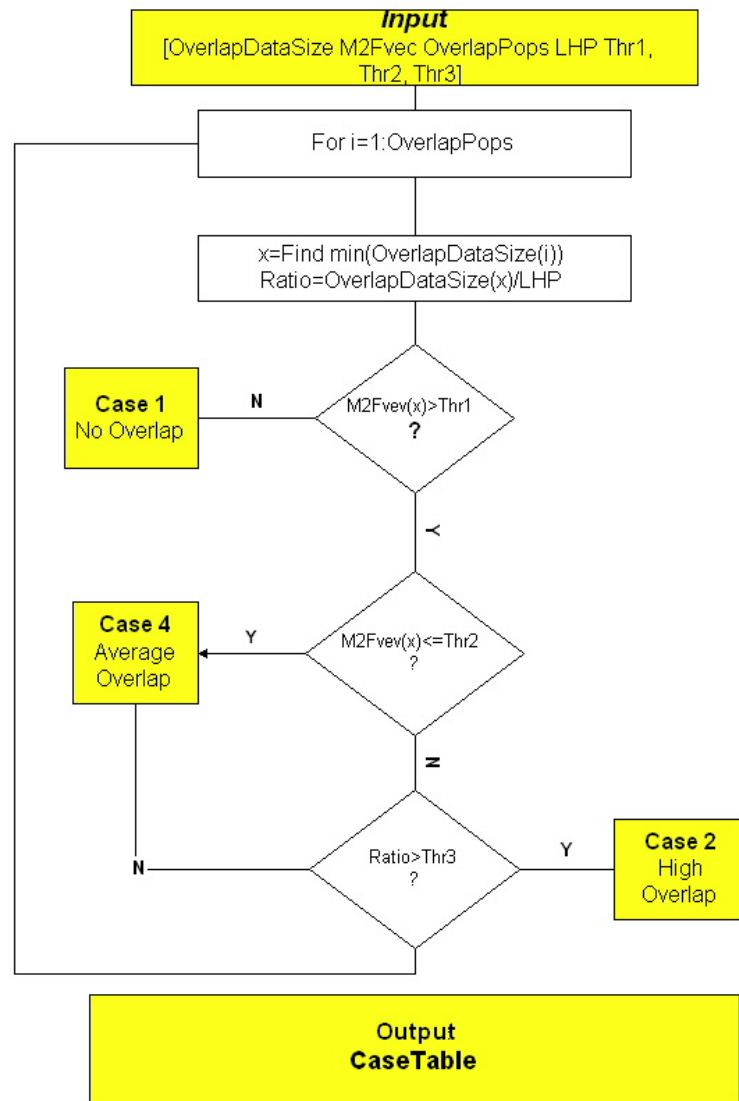 Input
[OverlapDataSize M2Fvec OverlapPops LHP Thr1,
Thr2, Thr3]
For i=1:OverlapPops
x=Find min(OverlapDataSize(i))
Ratio=OverlapDataSize(x)/LHP
M2Fvev(x)>Thr1
?
N
Case 1
No Overlap
Y
M2Fvev(x)<=Thr2
?
Y
Case 4
Average
Overlap
N
Ratio>Thr3
?
N
Y
Case 2
High
Overlap
Output
CaseTable